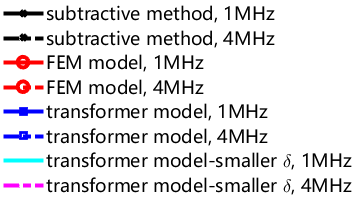 subtractive method, 1MHz
subtractive method, 4MHz
FEM model, 1MHz
FEM model, 4MHz
transformer model, 1MHz
transformer model, 4MHz
transformer model-smaller δ, 1MHz
transformer model-smaller δ, 4MHz